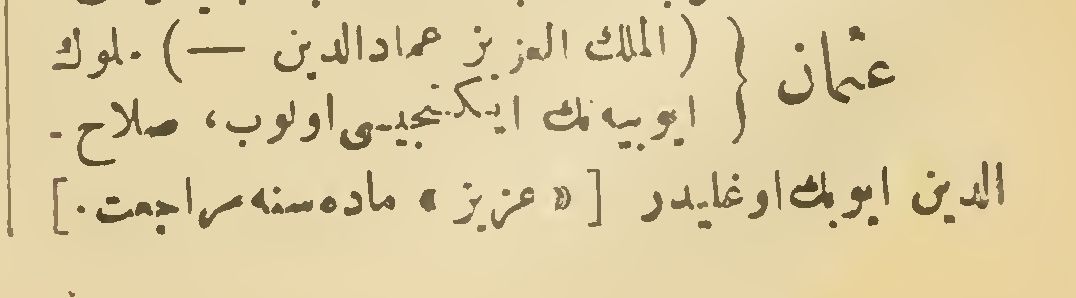 عثمان { (الملك العزيز عمادالدين —) ملوك
ايوبيه نك ايكنجيسى اولوب، صلاح-
الدين ايوبك اوغليدر [«عزيز» ماده سنه مراجعت.]